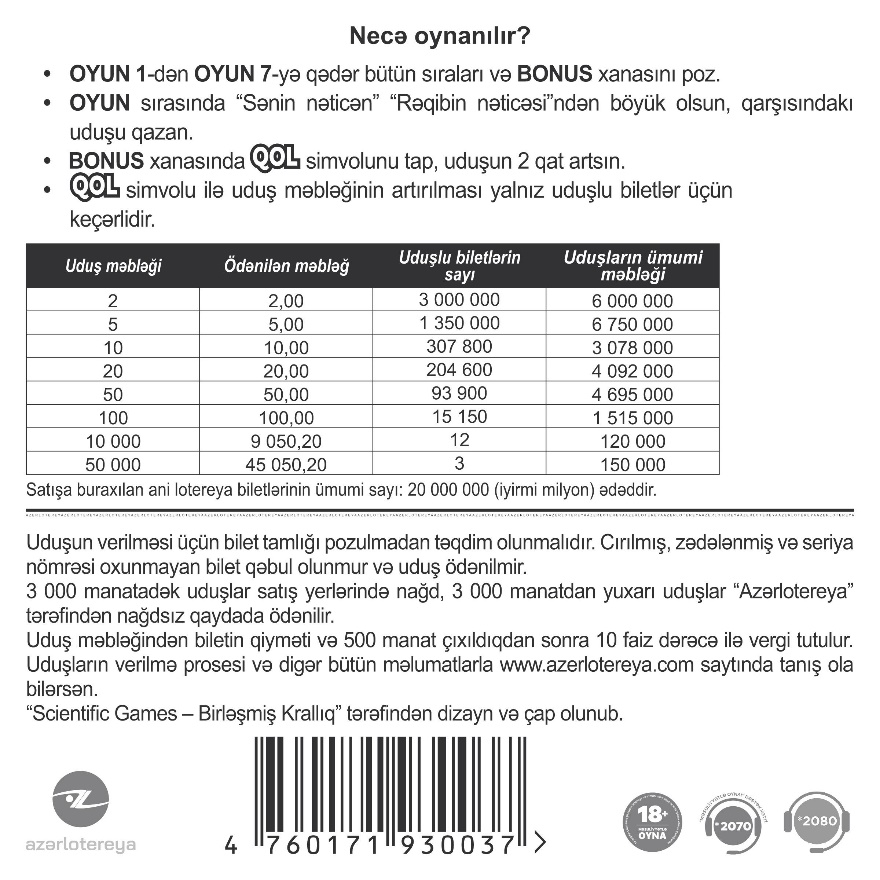 Necə oynanılır?
• OYUN 1-dən OYUN 7-yə qədər bütün sıraları və BONUS xanasını poz.
• OYUN sırasında “Sənin nəticən” “Rəqibin nəticəsi”ndən böyük olsun, qarşısındakı
uduşu qazan.
• BONUS xanasında QOL simvolunu tap, uduşun 2 qat artsın.
• QOL simvolu ilə uduş məbləğinin artırılması yalnız uduşlu biletlər üçün
keçərlidir.
Uduş məbləği Ödənilən məbləğ Uduşlu biletlərin sayı Uduşların ümumi məbləği
2 2,00 3 000 000 6 000 000
5 5,00 1 350 000 6 750 000
10 10,00 307 800 3 078 000
20 20,00 204 600 4 092 000
50 50,00 93 900 4 695 000
100 100,00 15 150 1 515 000
10 000 9 050,20 12 120 000
50 000 45 050,20 3 150 000
Satışa buraxılan ani lotereya biletlərinin ümumi sayı: 20 000 000 (iyirmi milyon) ədəddir.
Uduşun verilməsi üçün bilet tamlığı pozulmadan təqdim olunmalıdır. Cırılmış, zədələnmiş və seriya
nömrəsi oxunmayan bilet qəbul olunmur və uduş ödənilmir.
3 000 manatadək uduşlar satış yerlərində nağd, 3 000 manatdan yuxarı uduşlar “Azərlotereya”
tərəfindən nağdsız qaydada ödənilir.
Uduş məbləğindən biletin qiyməti və 500 manat çıxıldıqdan sonra 10 faiz dərəcə ilə vergi tutulur.
Uduşların verilmə prosesi və digər bütün məlumatlarla www.azerlotereya.com saytında tanış ola
bilərsən.
“Scientific Games – Birləşmiş Krallıq” tərəfindən dizayn və çap olunub.
azərlotereya
4 760171 930037 >
18+
MƏSULİYYƏTLƏ
OYNA
*2070
*2080